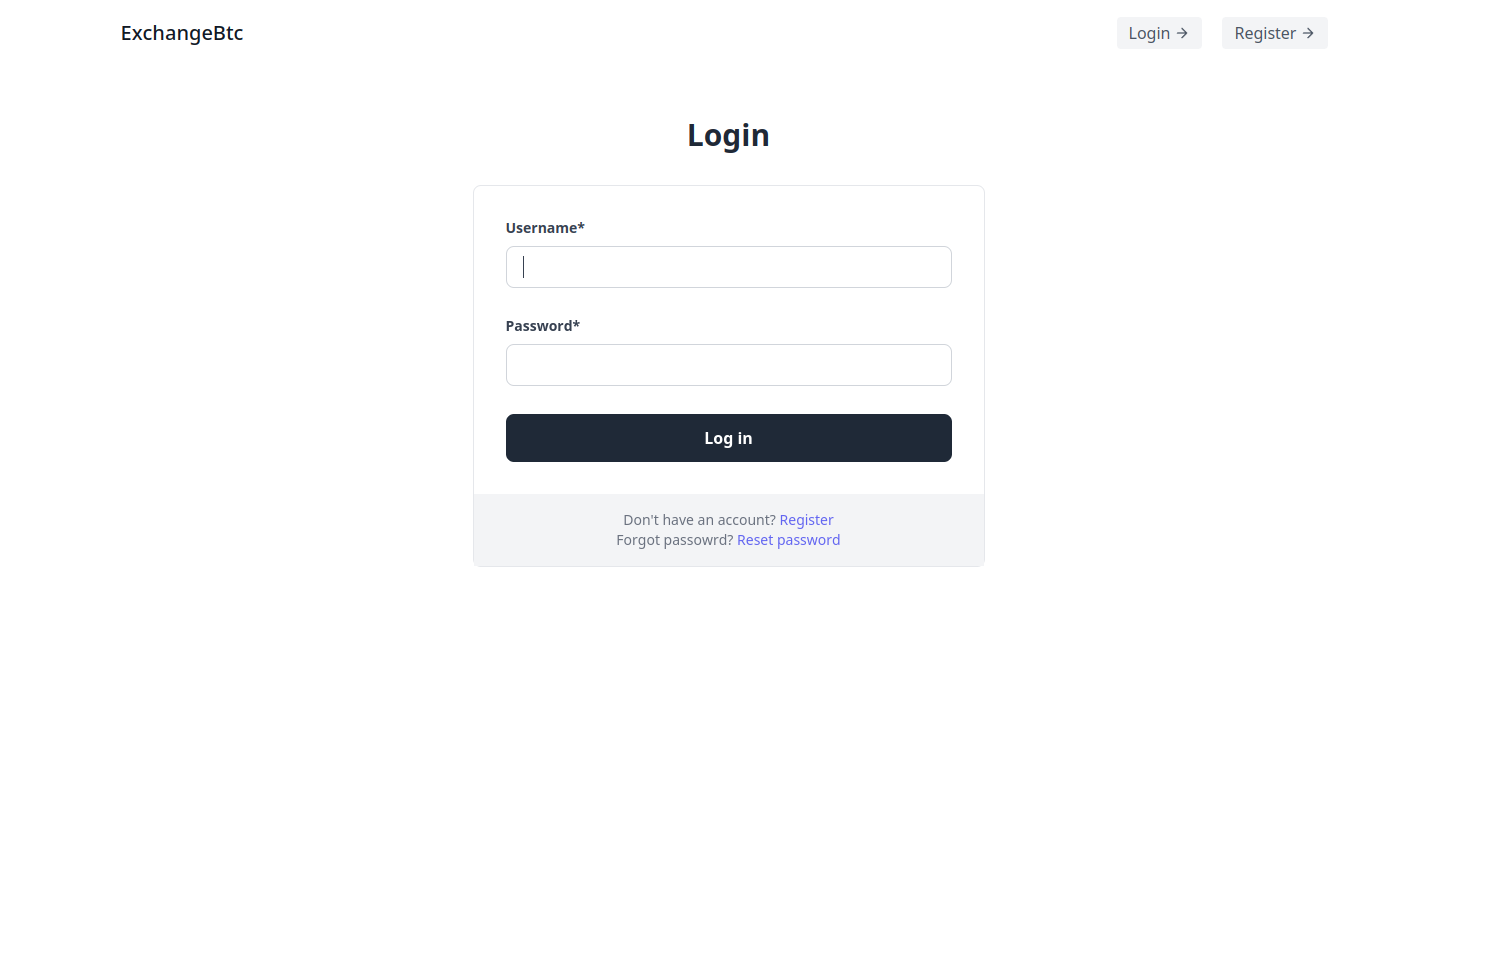 ExchangeBtc
Login →
Register →
Login
Username*
Password*
Log in
Don't have an account? Register
Forgot passowrd? Reset password